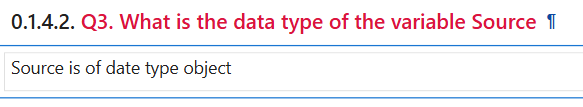 0.1.4.2. Q3. What is the data type of the variable Source ¶
Source is of date type object